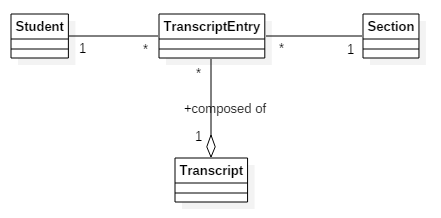 Student
TranscriptEntry
Section
1
*
*
1
*
+composed of
1
Transcript